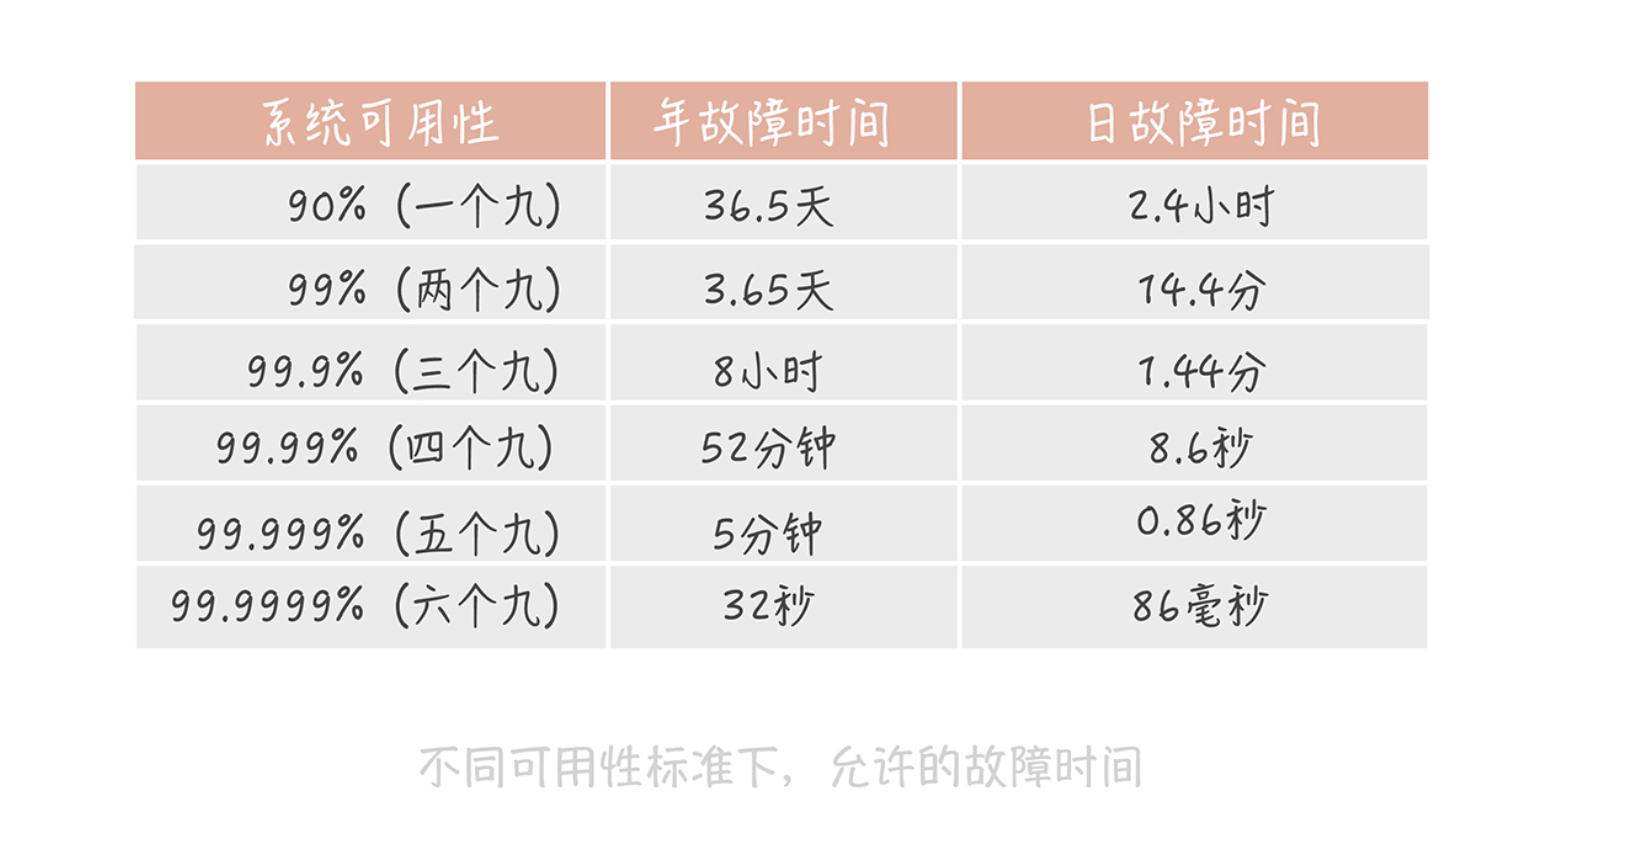 系统可用性 年故障时间 日故障时间
90%（一个九） 36.5天 2.4小时
99%（两个九） 3.65天 14.4分
99.9%（三个九） 8小时 1.44分
99.99%（四个九） 52分钟 8.6秒
99.999%（五个九） 5分钟 0.86秒
99.9999%（六个九） 32秒 86毫秒
不同可用性标准下，允许的故障时间